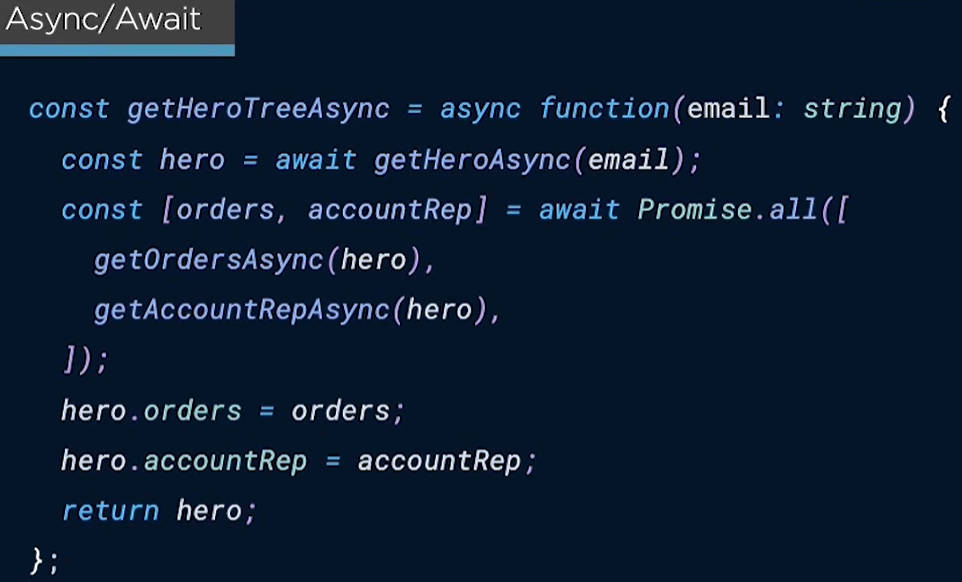 Async/Await
const getHeroTreeAsync = async function(email: string) {
  const hero = await getHeroAsync(email);
  const [orders, accountRep] = await Promise.all([
    getOrdersAsync(hero),
    getAccountRepAsync(hero),
  ]);
  hero.orders = orders;
  hero.accountRep = accountRep;
  return hero;
};